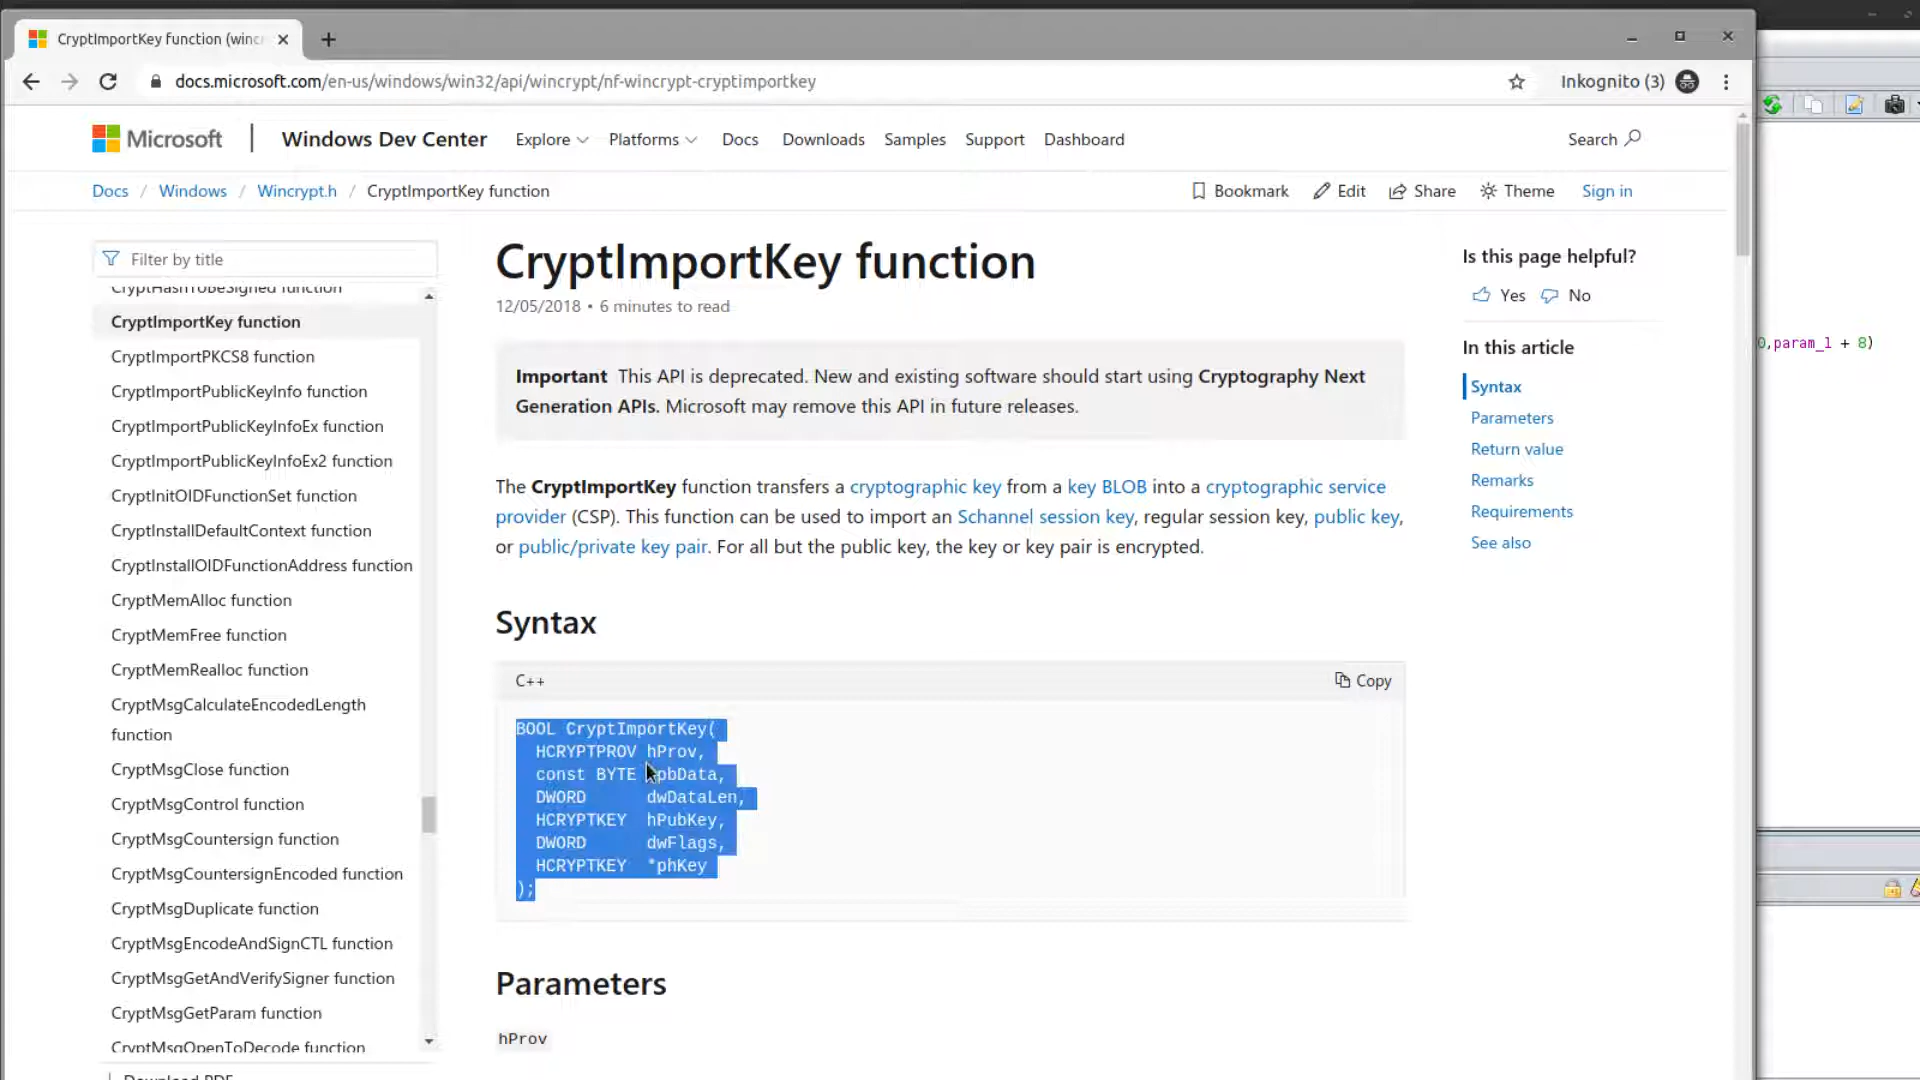 CryptImportKey function (winc
docs.microsoft.com/en-us/windows/win32/api/wincrypt/nf-wincrypt-cryptimportkey
Inkognito (3)
Microsoft
Windows Dev Center
Explore
Platforms
Docs
Downloads
Samples
Support
Dashboard
Search
Docs / Windows / Wincrypt.h / CryptImportKey function
Bookmark
Edit
Share
Theme
Sign in
Filter by title
CryptHashToBeSigned function
CryptImportKey function
CryptImportPKCS8 function
CryptImportPublicKeyInfo function
CryptImportPublicKeyInfoEx function
CryptImportPublicKeyInfoEx2 function
CryptInitOIDFunctionSet function
CryptInstallDefaultContext function
CryptInstallOIDFunctionAddress function
CryptMemAlloc function
CryptMemFree function
CryptMemRealloc function
CryptMsgCalculateEncodedLength
function
CryptMsgClose function
CryptMsgControl function
CryptMsgCountersign function
CryptMsgCountersignEncoded function
CryptMsgDuplicate function
CryptMsgEncodeAndSignCTL function
CryptMsgGetAndVerifySigner function
CryptMsgGetParam function
CryptMsgOpenToDecode function
Download PDF
CryptImportKey function
12/05/2018 • 6 minutes to read
Important This API is deprecated. New and existing software should start using Cryptography Next
Generation APIs. Microsoft may remove this API in future releases.
The CryptImportKey function transfers a cryptographic key from a key BLOB into a cryptographic service
provider (CSP). This function can be used to import an Schannel session key, regular session key, public key,
or public/private key pair. For all but the public key, the key or key pair is encrypted.
Syntax
C++
Copy
BOOL CryptImportKey(
HCRYPTPROV hProv,
const BYTE *pbData,
DWORD dwDataLen,
HCRYPTKEY hPubKey,
DWORD dwFlags,
HCRYPTKEY *phKey
);
Parameters
hProv
Is this page helpful?
Yes
No
In this article
Syntax
Parameters
Return value
Remarks
Requirements
See also
0,param_1 + 8)